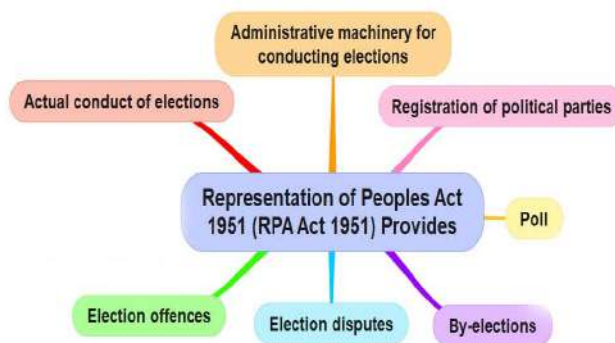 Administrative machinery for
conducting elections
Actual conduct of elections
Registration of political parties
Representation of Peoples Act
1951 (RPA Act 1951) Provides
Poll
Election offences
Election disputes
By-elections